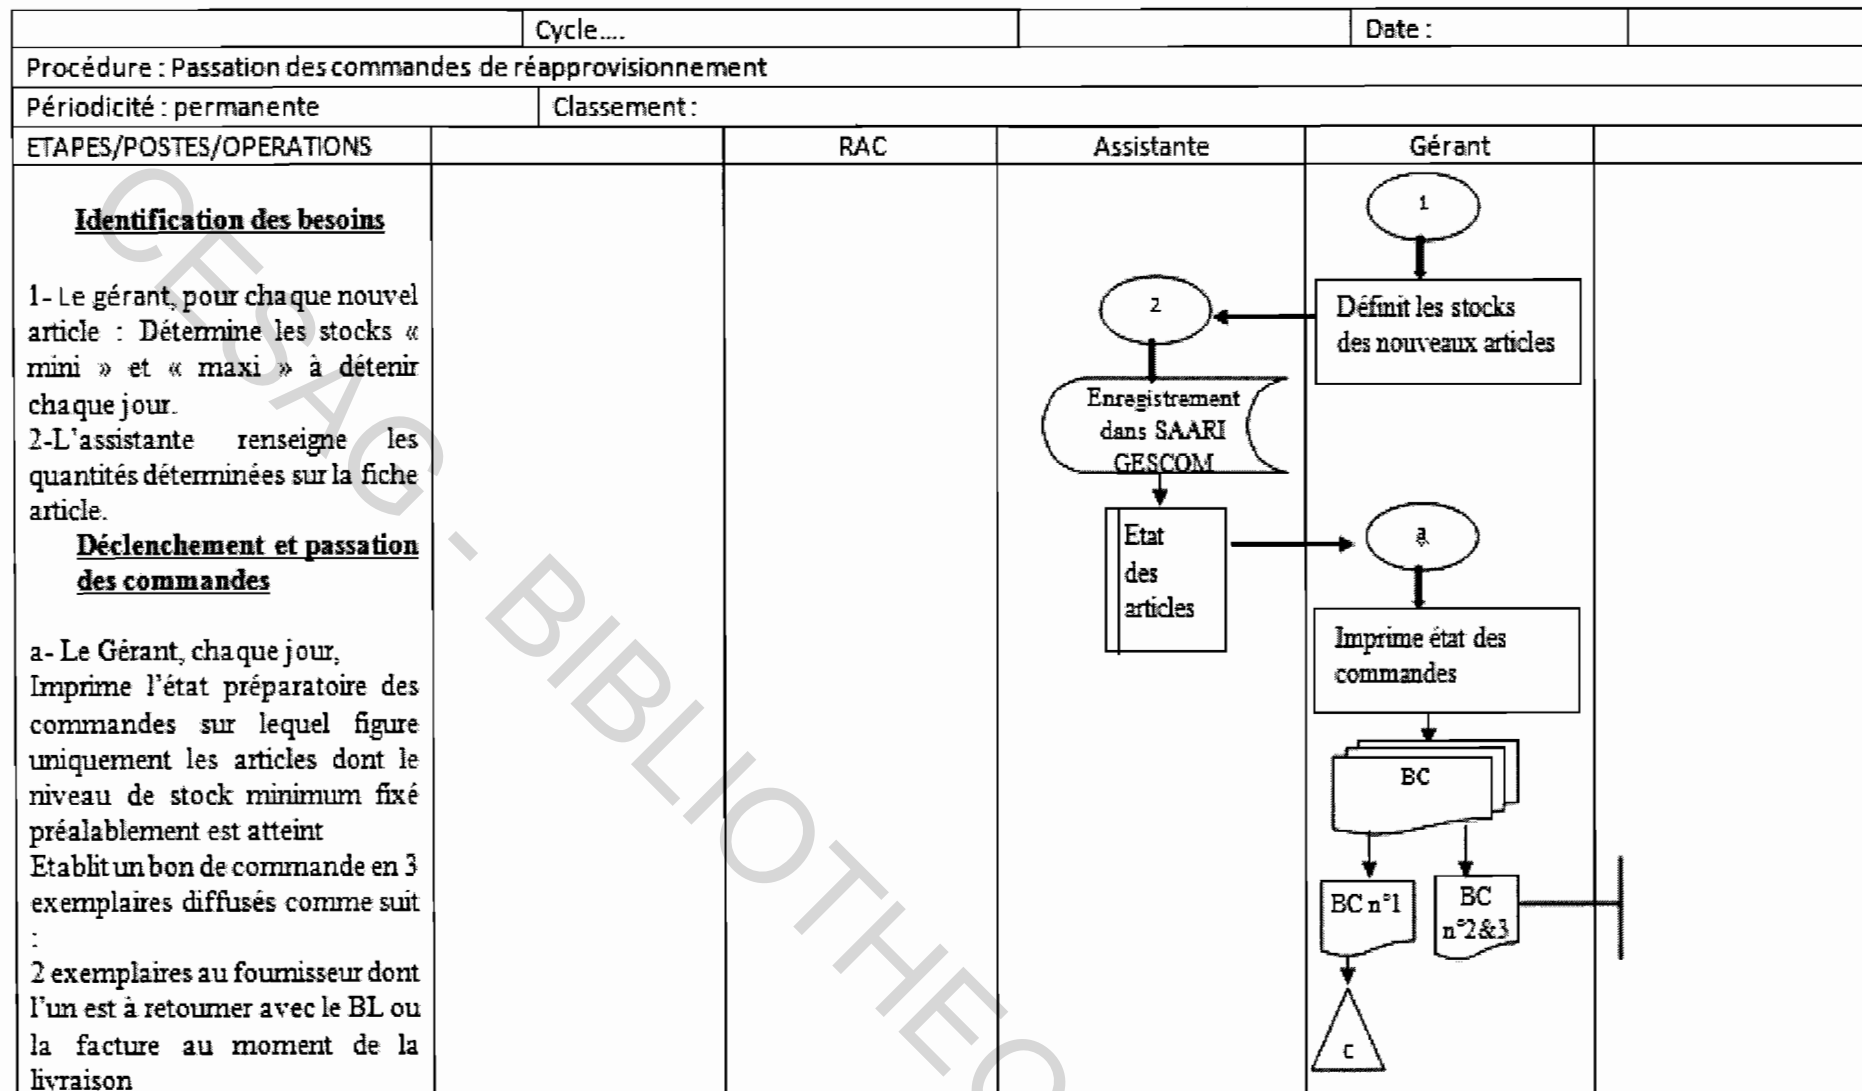 Cycle....
Date :
Procédure : Passation des commandes de réapprovisionnement
Périodicité : permanente
Classement :
ETAPES/POSTES/OPERATIONS
RAC
Assistante
Gérant
Identification des besoins
1- Le gérant, pour chaque nouvel
article : Détermine les stocks «
mini » et « maxi » à détenir
chaque jour.
2-L'assistante renseigne les
quantités déterminées sur la fiche
article.
Déclenchement et passation
des commandes
a- Le Gérant, chaque jour,
Imprime l'état préparatoire des
commandes sur lequel figure
uniquement les articles dont le
niveau de stock minimum fixé
préalablement est atteint
Etablit un bon de commande en 3
exemplaires diffusés comme suit
:
2 exemplaires au fournisseur dont
l'un est à retourner avec le BL ou
la facture au moment de la
livraison
2
Enregistrement
dans SAARI
GESCOM
Etat
des
articles
1
Définit les stocks
des nouveaux articles
a
Imprime état des
commandes
BC
BC n°1
BC
n°2&3
C
CESAG - BIBLIOTHEQ